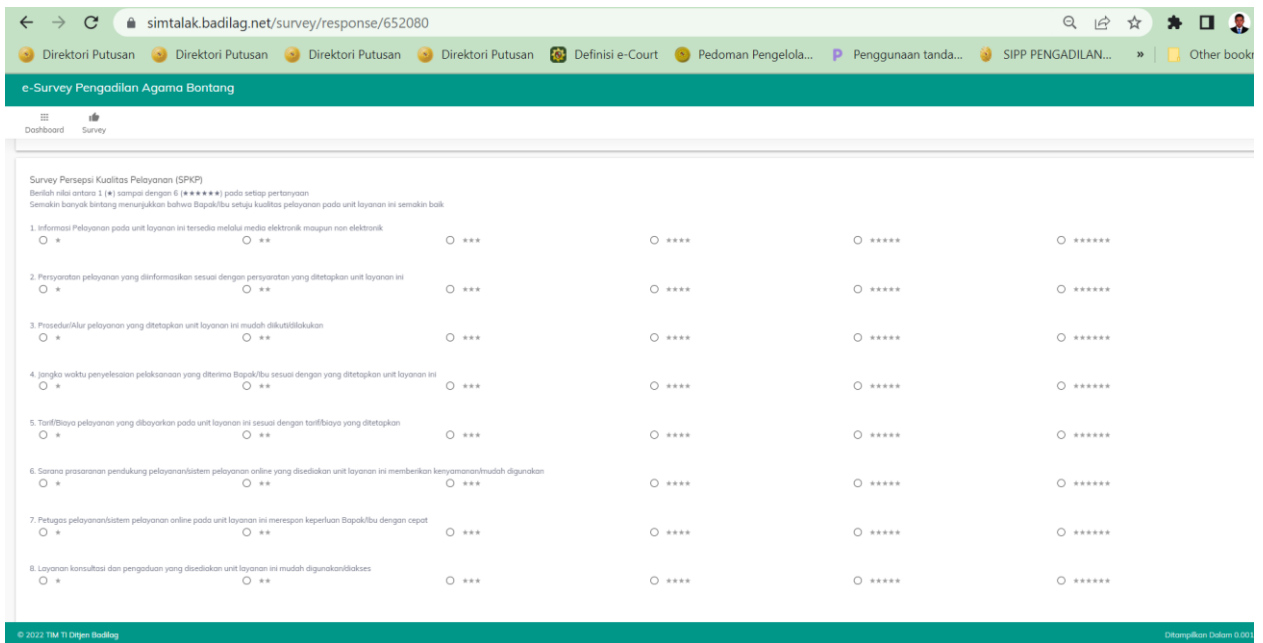 simtalak.badilag.net/survey/response/652080
Direktori Putusan Direktori Putusan Direktori Putusan Direktori Putusan Definisi e-Court Pedoman Pengelola... Penggunaan tanda... SIPP PENGADILAN... » Other bookr
e-Survey Pengadilan Agama Bontang
Dashboard Survey
Survey Persepsi Kualitas Pelayanan (SPKP)
Berilah nilai antara 1 (★) sampai dengan 6 (★★★★★★) pada setiap pertanyaan
Semakin banyak bintang menunjukkan bahwa Bapak/Ibu setuju kualitas pelayanan pada unit layanan ini semakin baik
1. Informasi Pelayanan pada unit layanan ini tersedia melalui media elektronik maupun non elektronik
★ ★★ ★★★ ★★★★ ★★★★★ ★★★★★★
2. Persyaratan pelayanan yang diinformasikan sesuai dengan persyaratan yang ditetapkan unit layanan ini
★ ★★ ★★★ ★★★★ ★★★★★ ★★★★★★
3. Prosedur/Alur pelayanan yang ditetapkan unit layanan ini mudah diikuti/dilakukan
★ ★★ ★★★ ★★★★ ★★★★★ ★★★★★★
4. Jangka waktu penyelesaian pelaksanaan yang diterima Bapak/Ibu sesuai dengan yang ditetapkan unit layanan ini
★ ★★ ★★★ ★★★★ ★★★★★ ★★★★★★
5. Tarif/Biaya pelayanan yang dibayarkan pada unit layanan ini sesuai dengan tarif/biaya yang ditetapkan
★ ★★ ★★★ ★★★★ ★★★★★ ★★★★★★
6. Sarana prasaranan pendukung pelayanan/sistem pelayanan online yang disediakan unit layanan ini memberikan kenyamanan/mudah digunakan
★ ★★ ★★★ ★★★★ ★★★★★ ★★★★★★
7. Petugas pelayanan/sistem pelayanan online pada unit layanan ini merespon keperluan Bapak/Ibu dengan cepat
★ ★★ ★★★ ★★★★ ★★★★★ ★★★★★★
8. Layanan konsultasi dan pengaduan yang disediakan unit layanan ini mudah digunakan/diakses
★ ★★ ★★★ ★★★★ ★★★★★ ★★★★★★
© 2022 TIM TI Ditjen Badilag Ditampilkan Dalam 0.001